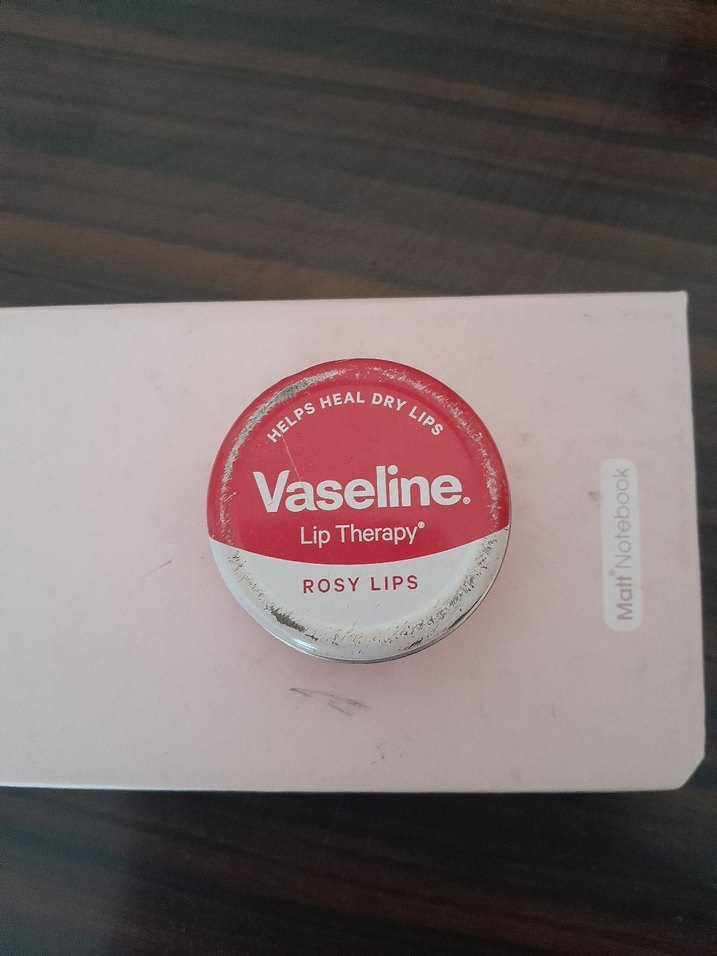 HELPS HEAL DRY LIPS
Vaseline.®
Lip Therapy®
ROSY LIPS
Matt® Notebook